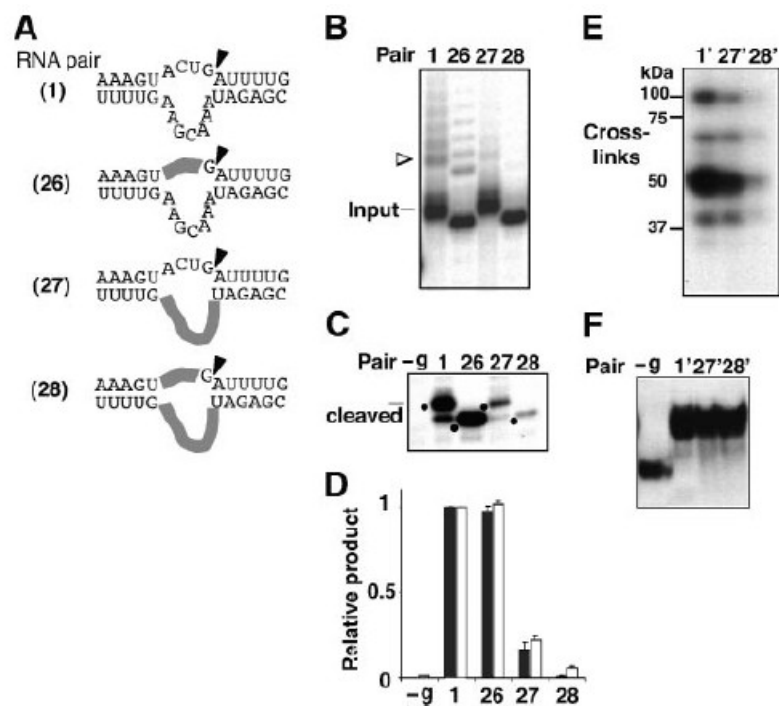 A
RNA pair
(1)
AAAGU ACUG AUUUUG
UUUUG AAGCAAA UAGAGC
(26)
AAAGU G AUUUUG
UUUUG AAGCAAA UAGAGC
(27)
AAAGU ACUG AUUUUG
UUUUG UAGAGC
(28)
AAAGU G AUUUUG
UUUUG UAGAGC
B
Pair 1 26 27 28
Input
C
Pair -g 1 26 27 28
cleaved
D
Relative product
1
0.5
0
-g 1 26 27 28
E
1' 27' 28'
kDa
100
75
Cross-
links
50
37
F
Pair -g 1' 27' 28'